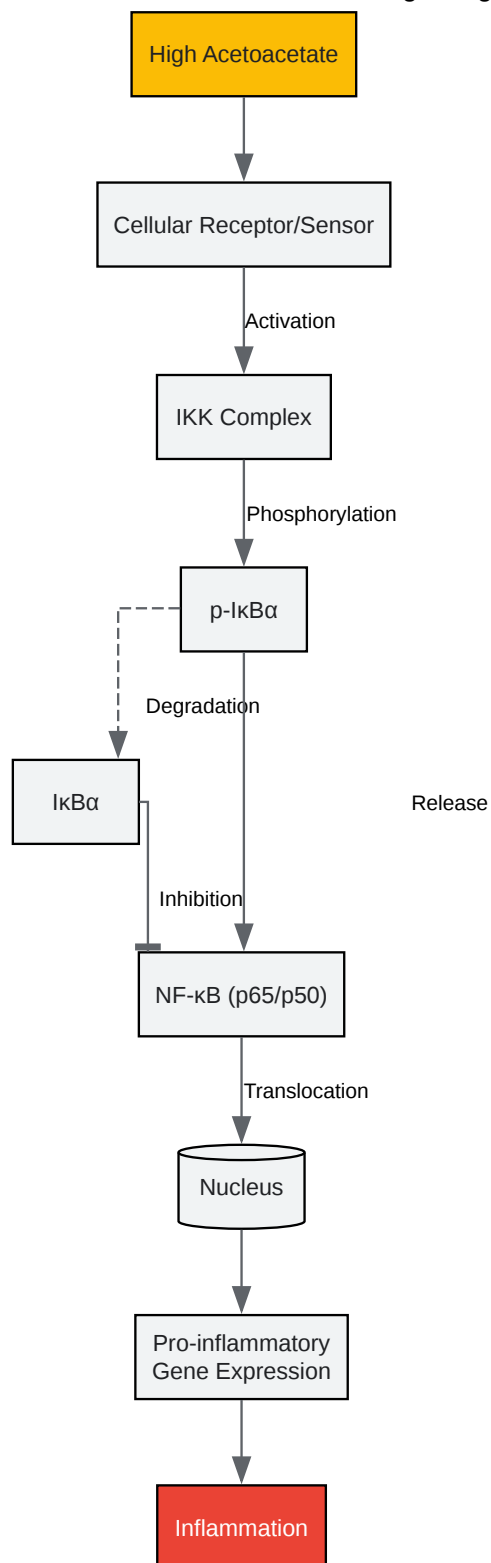 High Acetoacetate
Cellular Receptor/Sensor
Activation
IKK Complex
Phosphorylation
p-IκBα
Degradation
IκBα
Release
Inhibition
NF-κB (p65/p50)
Translocation
Nucleus
Pro-inflammatory
Gene Expression
Inflammation